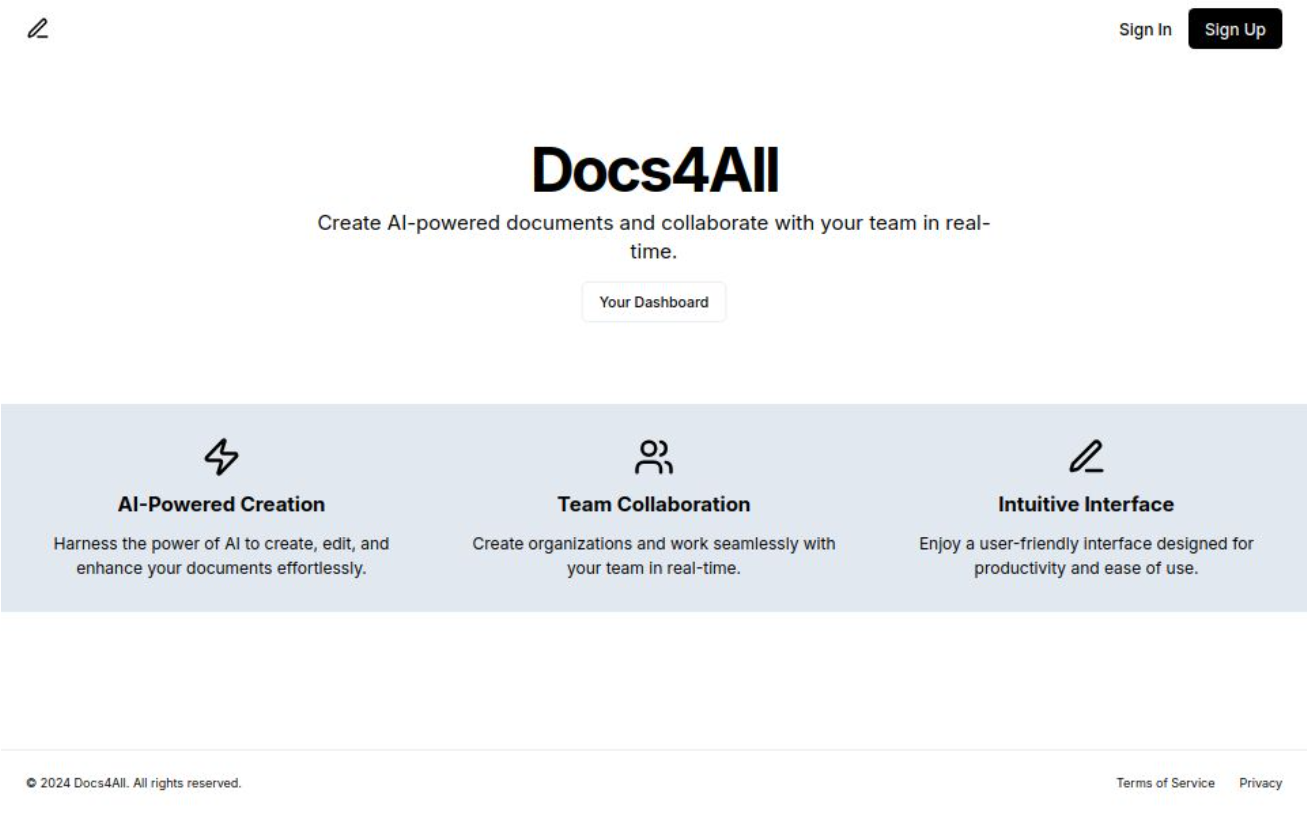 Sign In
Sign Up
Docs4All
Create AI-powered documents and collaborate with your team in real-
time.
Your Dashboard
AI-Powered Creation
Harness the power of AI to create, edit, and
enhance your documents effortlessly.
Team Collaboration
Create organizations and work seamlessly with
your team in real-time.
Intuitive Interface
Enjoy a user-friendly interface designed for
productivity and ease of use.
© 2024 Docs4All. All rights reserved.
Terms of Service
Privacy